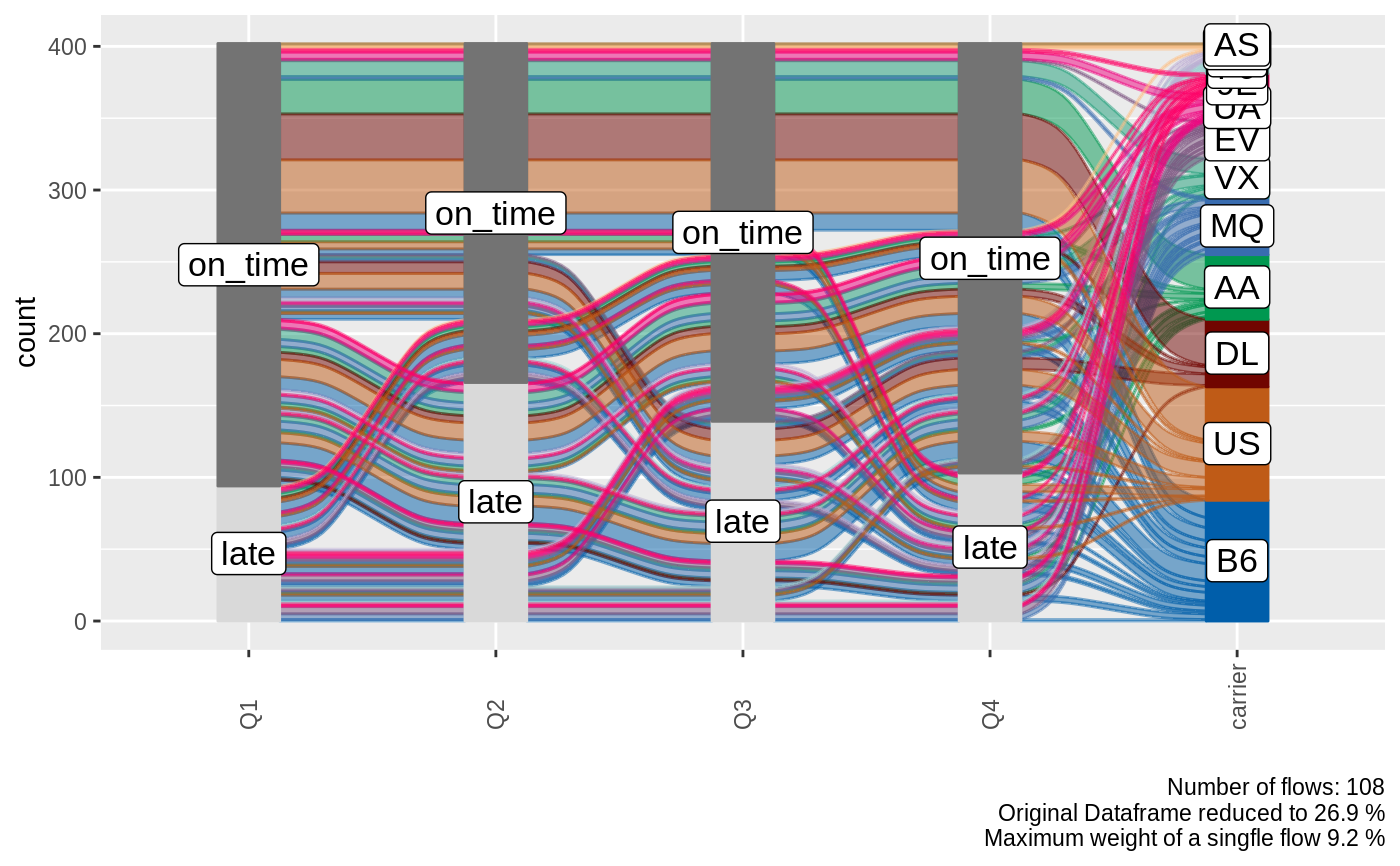 count
400
300
200
100
0
on_time
late
on_time
late
on_time
late
on_time
late
AS
UA
EV
VX
MQ
AA
DL
US
B6
Q1
Q2
Q3
Q4
carrier
Number of flows: 108
Original Dataframe reduced to 26.9 %
Maximum weight of a singfle flow 9.2 %